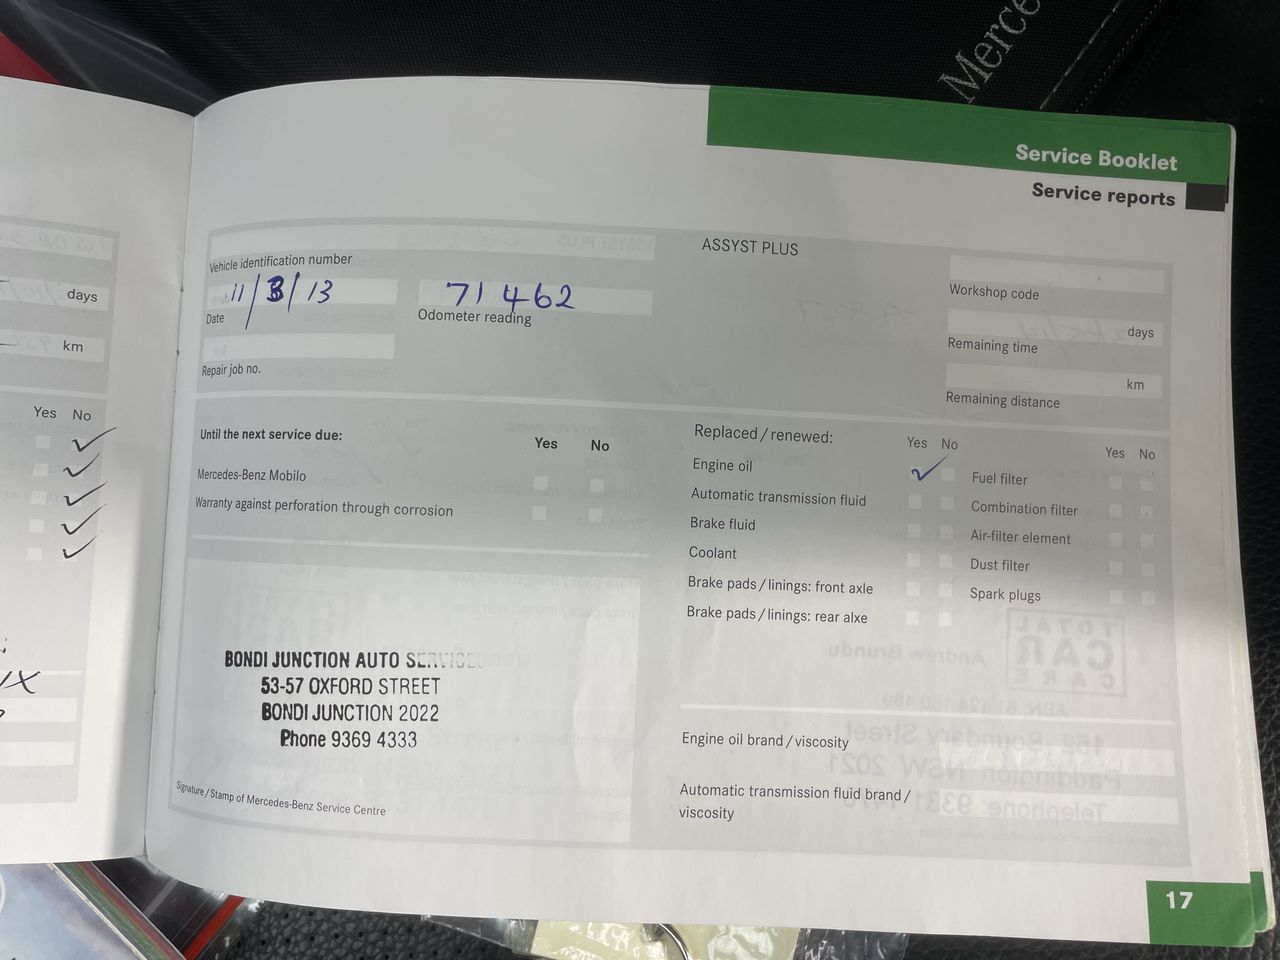 Merce
Service Booklet
Service reports
days
km
Yes No
Vehicle identification number
11/3/13
Date
71 462
Odometer reading
Repair job no.
ASSYST PLUS
Workshop code
days
Remaining time
km
Remaining distance
Until the next service due: Yes No
Mercedes-Benz Mobilo
Warranty against perforation through corrosion
Replaced / renewed: Yes No
Engine oil ✓
Automatic transmission fluid
Brake fluid
Coolant
Brake pads / linings: front axle
Brake pads / linings: rear alxe
Yes No
Fuel filter
Combination filter
Air-filter element
Dust filter
Spark plugs
BONDI JUNCTION AUTO SERVICE
53-57 OXFORD STREET
BONDI JUNCTION 2022
Phone 9369 4333
Signature / Stamp of Mercedes-Benz Service Centre
Engine oil brand / viscosity
Automatic transmission fluid brand /
viscosity
17